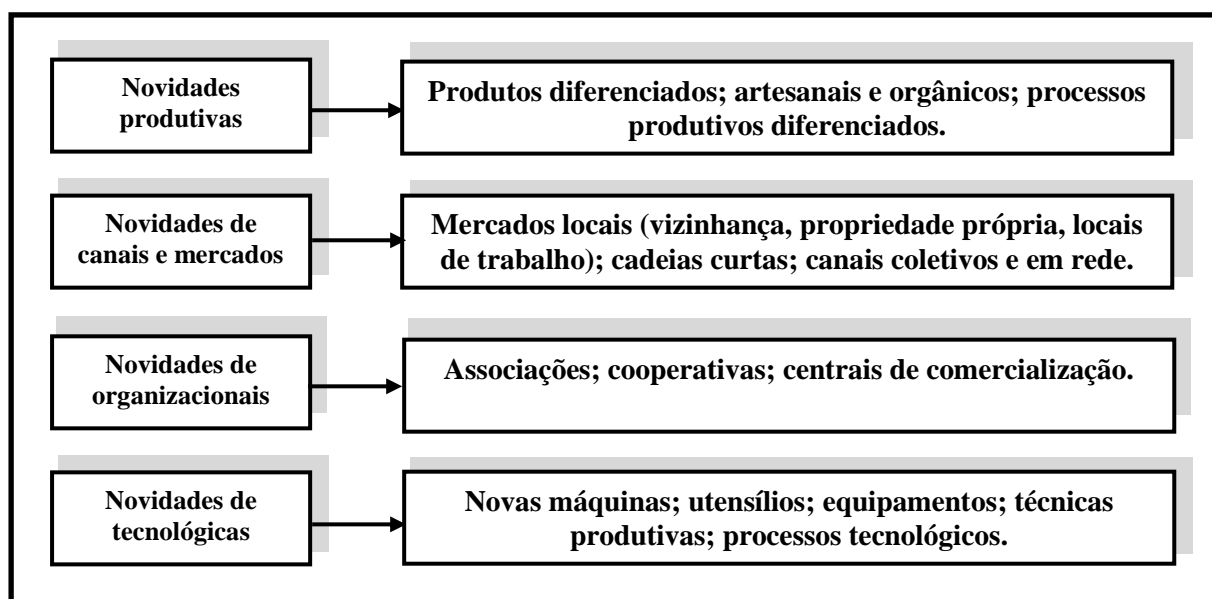 Novidades
produtivas
Produtos diferenciados; artesanais e orgânicos; processos
produtivos diferenciados.
Novidades de
canais e mercados
Mercados locais (vizinhança, propriedade própria, locais
de trabalho); cadeias curtas; canais coletivos e em rede.
Novidades de
organizacionais
Associações; cooperativas; centrais de comercialização.
Novidades de
tecnológicas
Novas máquinas; utensílios; equipamentos; técnicas
produtivas; processos tecnológicos.